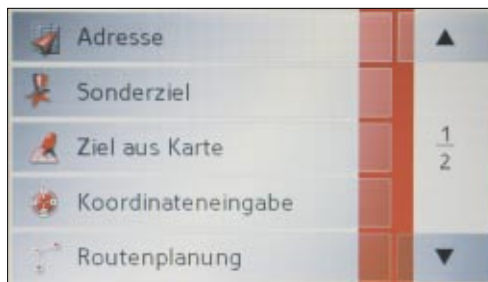 Adresse
Sonderziel
Ziel aus Karte
Koordinateneingabe
Routenplanung
1
2